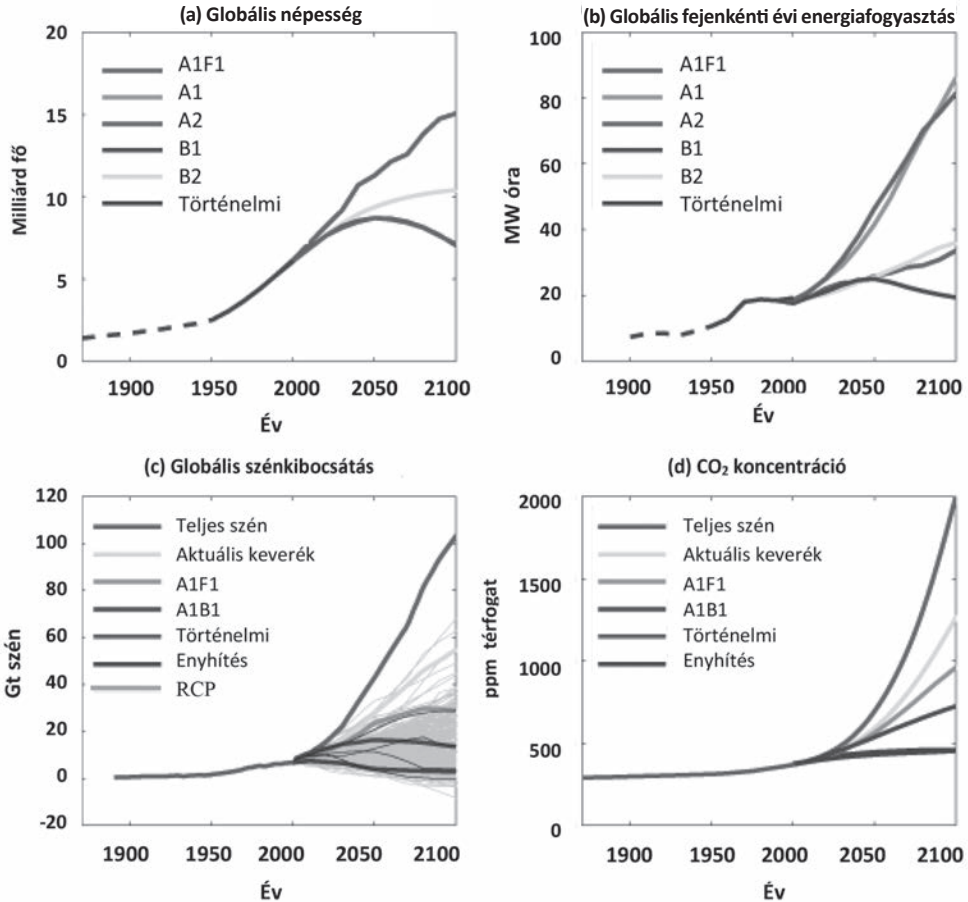 (a) Globális népesség
Milliárd fő
20
15
10
5
0
A1F1
A1
A2
B1
B2
Történelmi
1900 1950 2000 2050 2100
Év
(b) Globális fejenkénti évi energiafogyasztás
MW óra
100
80
60
40
20
0
A1F1
A1
A2
B1
B2
Történelmi
1900 1950 2000 2050 2100
Év
(c) Globális szénkibocsátás
Gt szén
120
100
80
60
40
20
0
-20
Teljes szén
Aktuális keverék
A1F1
A1B1
Történelmi
Enyhítés
RCP
1900 1950 2000 2050 2100
Év
(d) CO₂ koncentráció
ppm térfogat
2000
1500
1000
500
0
Teljes szén
Aktuális keverék
A1F1
A1B1
Történelmi
Enyhítés
1900 1950 2000 2050 2100
Év